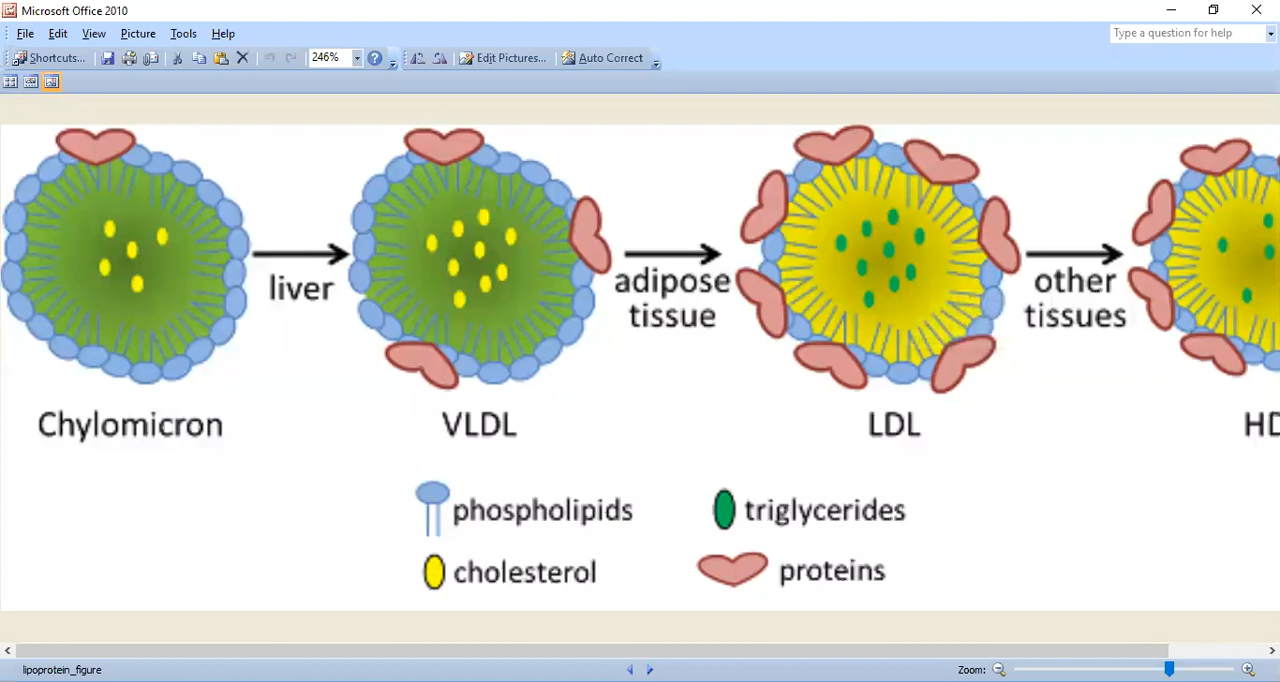 Microsoft Office 2010
File Edit View Picture Tools Help
Type a question for help
Shortcuts... 246% Edit Pictures... Auto Correct
liver
adipose
tissue
other
tissues
Chylomicron VLDL LDL HD
phospholipids triglycerides
cholesterol proteins
lipoprotein_figure
Zoom: